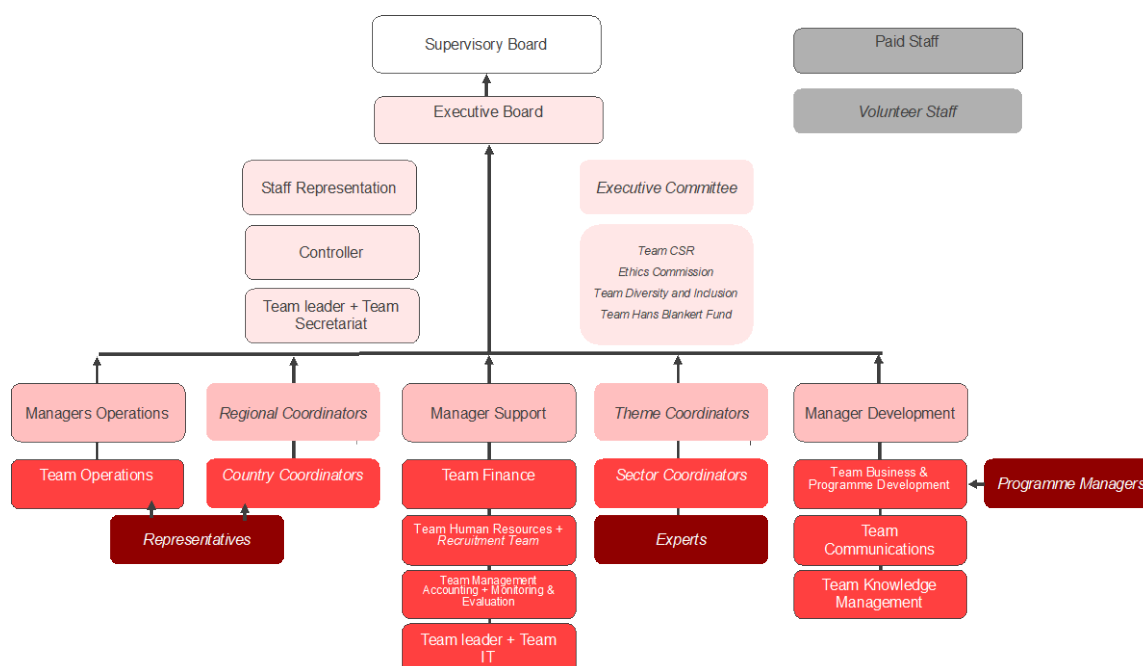 Supervisory Board
Paid Staff
Executive Board
Volunteer Staff
Staff Representation
Executive Committee
Controller
Team CSR
Ethics Commission
Team Diversity and Inclusion
Team Hans Blankert Fund
Team leader + Team
Secretariat
Managers Operations
Regional Coordinators
Manager Support
Theme Coordinators
Manager Development
Team Operations
Country Coordinators
Team Finance
Sector Coordinators
Team Business &
Programme Development
Programme Managers
Representatives
Team Human Resources +
Recruitment Team
Experts
Team
Communications
Team Management
Accounting + Monitoring &
Evaluation
Team Knowledge
Management
Team leader + Team
IT